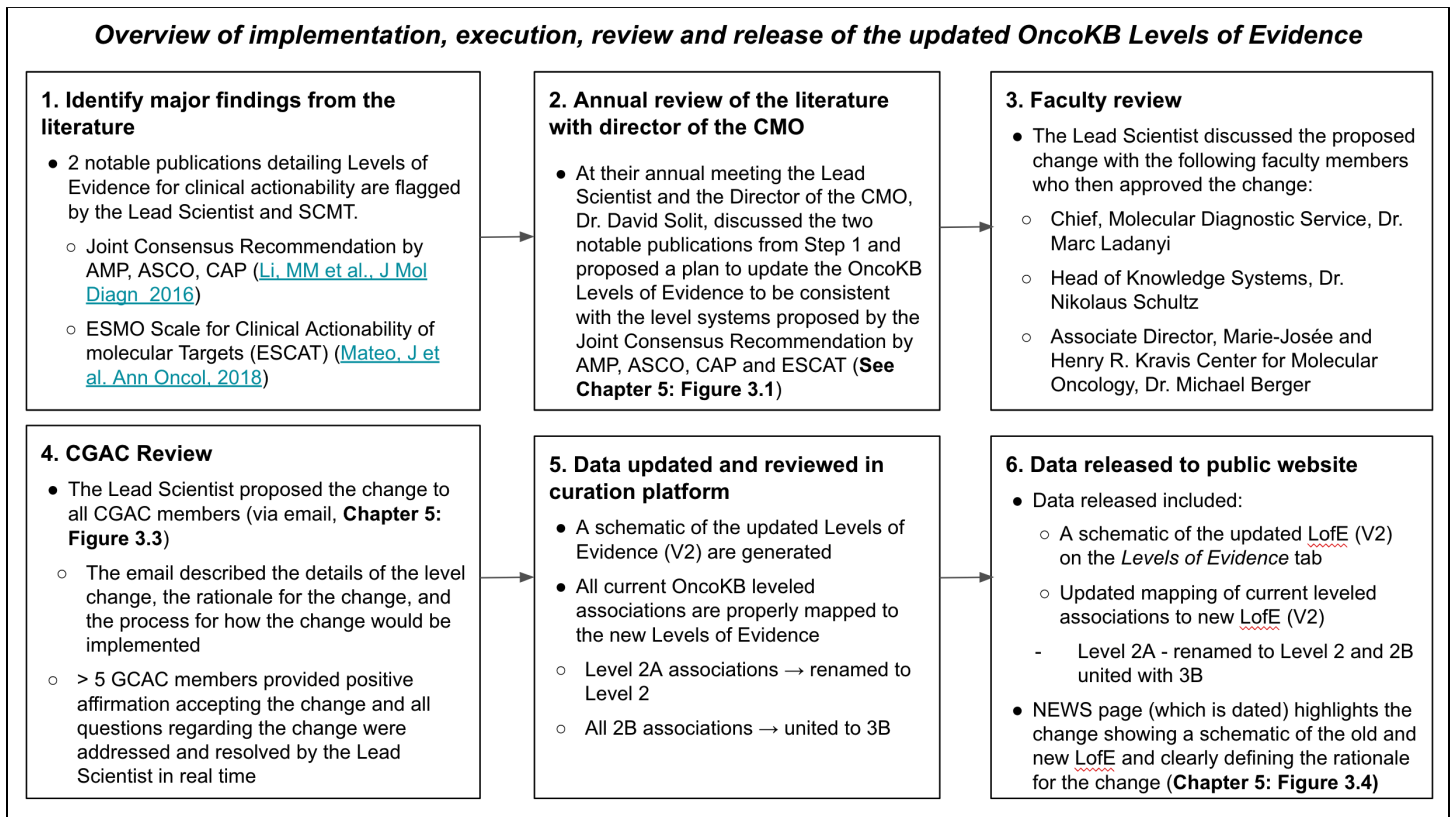 Overview of implementation, execution, review and release of the updated OncoKB Levels of Evidence
1. Identify major findings from the
literature
● 2 notable publications detailing Levels of
Evidence for clinical actionability are flagged
by the Lead Scientist and SCMT.
○ Joint Consensus Recommendation by
AMP, ASCO, CAP (Li, MM et al., J Mol
Diagn  2016)
○ ESMO Scale for Clinical Actionability of
molecular Targets (ESCAT) (Mateo, J et
al. Ann Oncol, 2018)
2. Annual review of the literature
with director of the CMO
● At their annual meeting the Lead
Scientist and the Director of the CMO,
Dr. David Solit, discussed the two
notable publications from Step 1 and
proposed a plan to update the OncoKB
Levels of Evidence to be consistent
with the level systems proposed by the
Joint Consensus Recommendation by
AMP, ASCO, CAP and ESCAT (See
Chapter 5: Figure 3.1)
3. Faculty review
● The Lead Scientist discussed the proposed
change with the following faculty members
who then approved the change:
○ Chief, Molecular Diagnostic Service, Dr.
Marc Ladanyi
○ Head of Knowledge Systems, Dr.
Nikolaus Schultz
○ Associate Director, Marie-Josée and
Henry R. Kravis Center for Molecular
Oncology, Dr. Michael Berger
4. CGAC Review
● The Lead Scientist proposed the change to
all CGAC members (via email, Chapter 5:
Figure 3.3)
○ The email described the details of the level
change, the rationale for the change, and
the process for how the change would be
implemented
○ > 5 GCAC members provided positive
affirmation accepting the change and all
questions regarding the change were
addressed and resolved by the Lead
Scientist in real time
5. Data updated and reviewed in
curation platform
● A schematic of the updated Levels of
Evidence (V2) are generated
● All current OncoKB leveled
associations are properly mapped to
the new Levels of Evidence
○ Level 2A associations → renamed to
Level 2
○ All 2B associations → united to 3B
6. Data released to public website
● Data released included:
○ A schematic of the updated LofE (V2)
on the Levels of Evidence tab
○ Updated mapping of current leveled
associations to new LofE (V2)
- Level 2A - renamed to Level 2 and 2B
united with 3B
● NEWS page (which is dated) highlights the
change showing a schematic of the old and
new LofE and clearly defining the rationale
for the change (Chapter 5: Figure 3.4)